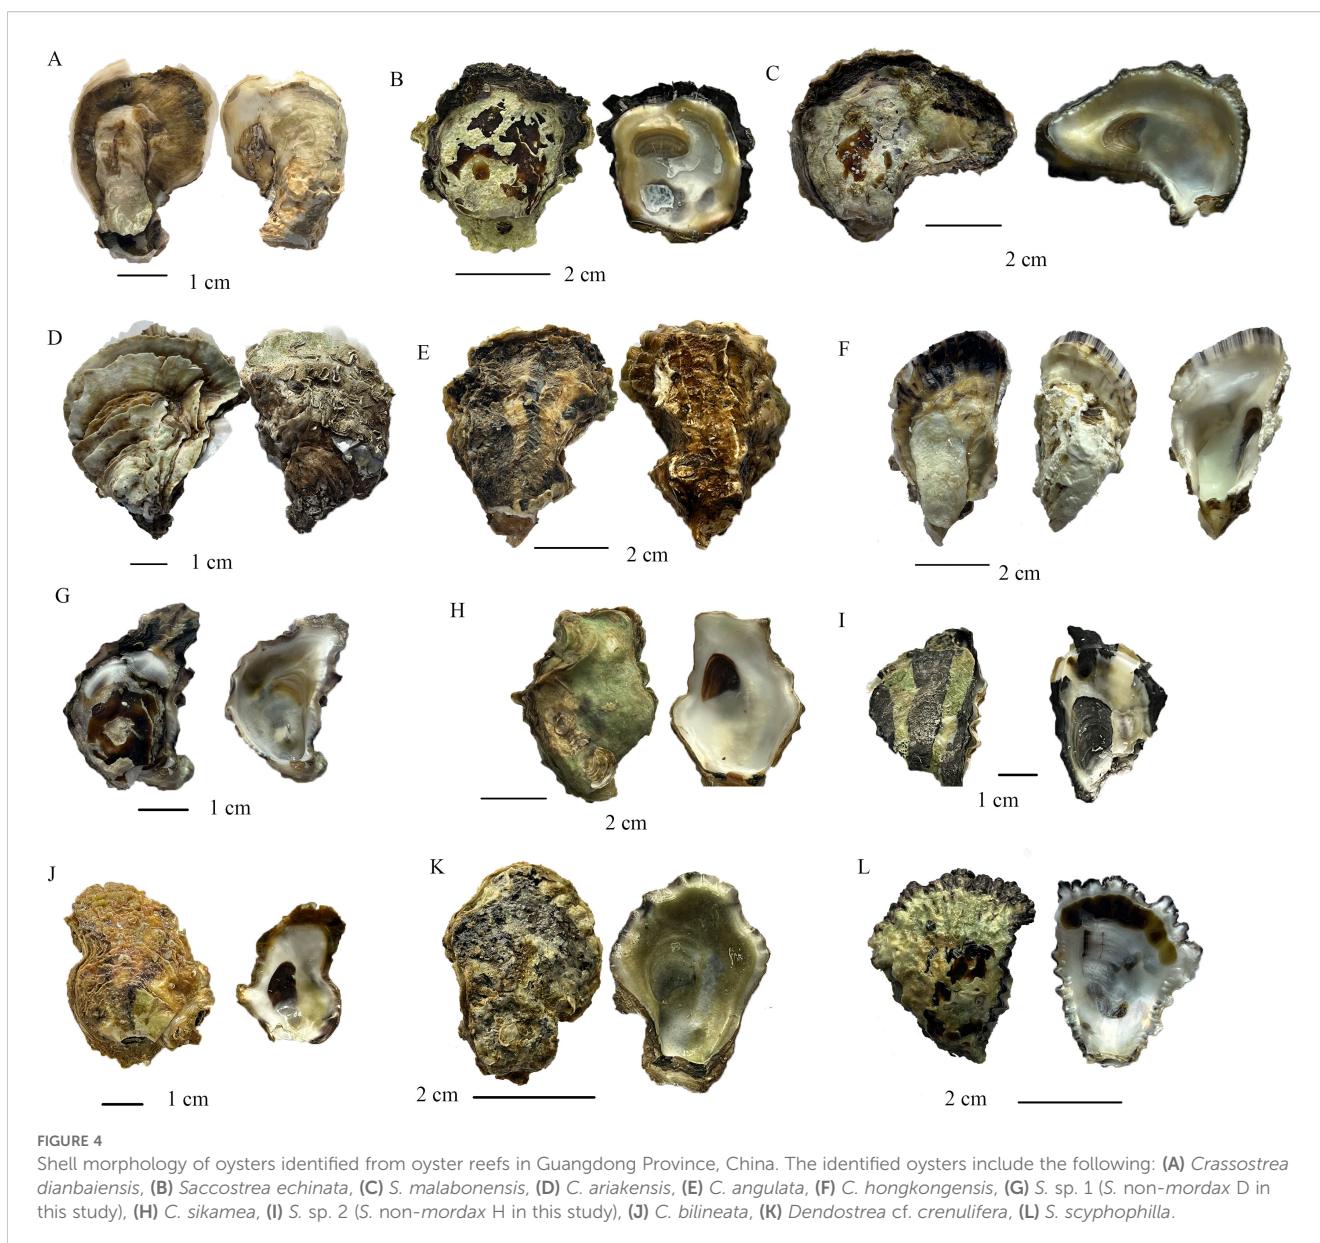 A
B
C
1 cm
2 cm
2 cm
D
E
F
1 cm
2 cm
2 cm
G
H
I
1 cm
2 cm
1 cm
J
K
L
1 cm
2 cm
2 cm
FIGURE 4
Shell morphology of oysters identified from oyster reefs in Guangdong Province, China. The identified oysters include the following: (A) Crassostrea
dianbaiensis, (B) Saccostrea echinata, (C) S. malabonensis, (D) C. ariakensis, (E) C. angulata, (F) C. hongkongensis, (G) S. sp. 1 (S. non-mordax D in
this study), (H) C. sikamea, (I) S. sp. 2 (S. non-mordax H in this study), (J) C. bilineata, (K) Dendostrea cf. crenulifera, (L) S. scyphophilla.